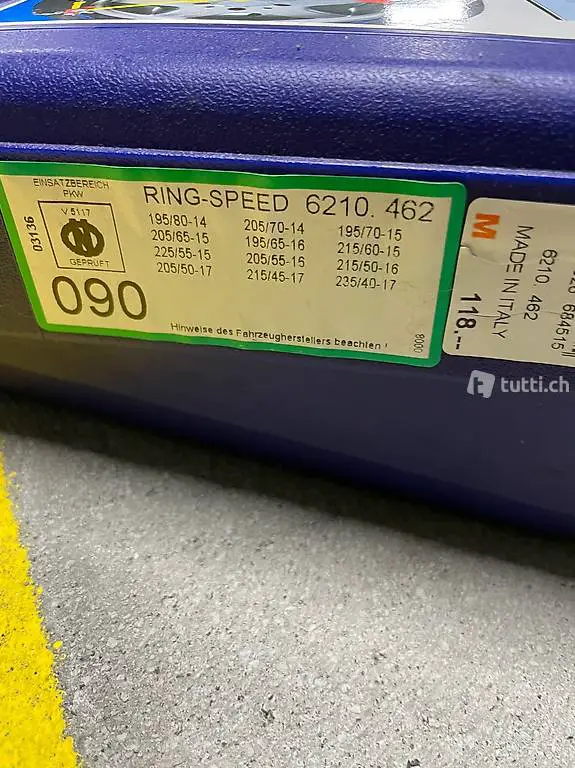 EINSATZBEREICH
PKW
RING-SPEED 6210. 462
03136
V 5117
GEPRÜFT
090
195/80-14 205/70-14 195/70-15
205/65-15 195/65-16 215/60-15
225/55-15 205/55-16 215/50-16
205/50-17 215/45-17 235/40-17
Hinweise des Fahrzeugherstellers beachten !
8000
M
MADE IN ITALY
6210. 462
684515
118.--
tutti.ch